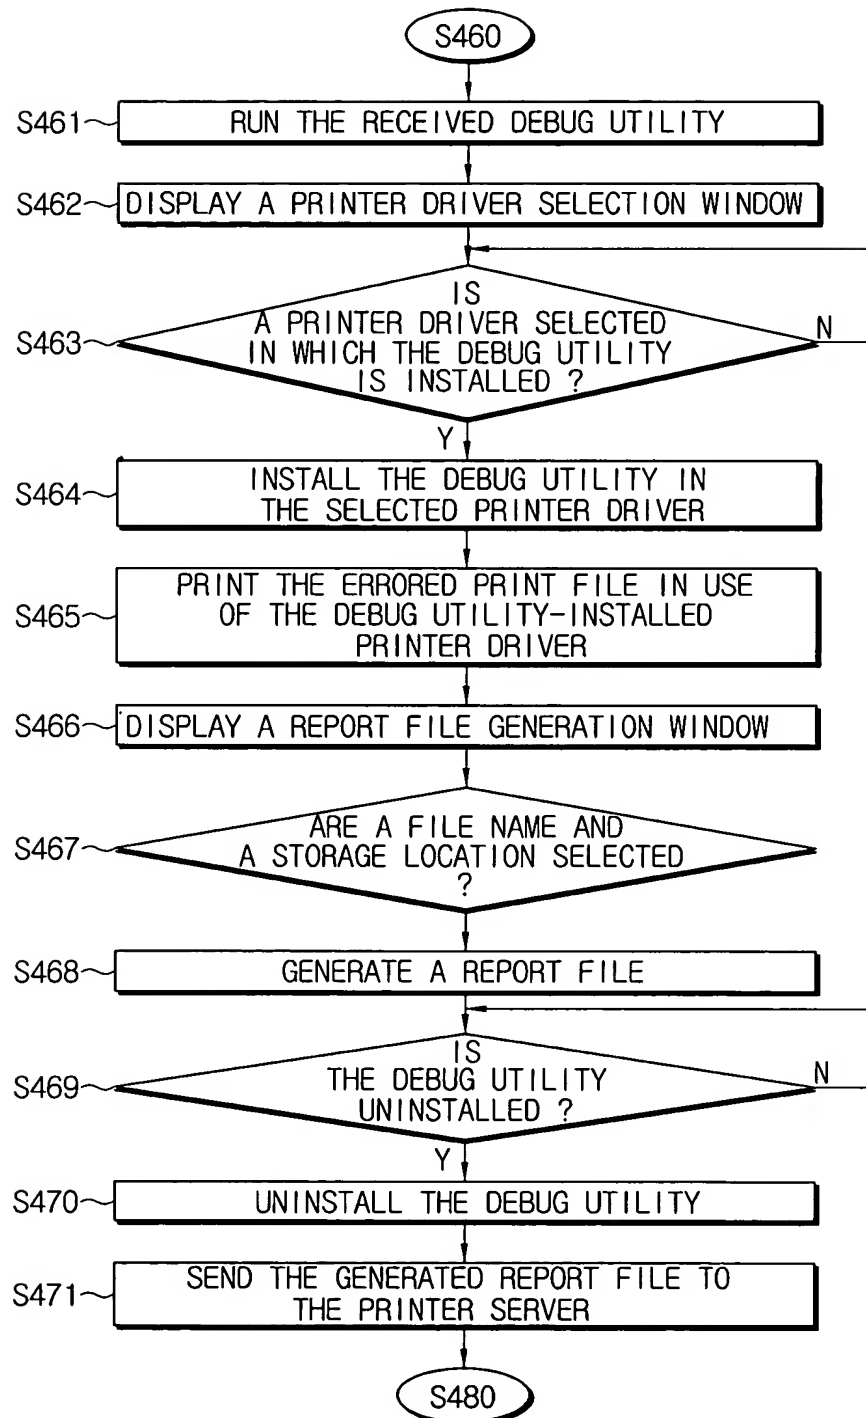 S460
S461 RUN THE RECEIVED DEBUG UTILITY
S462 DISPLAY A PRINTER DRIVER SELECTION WINDOW
IS
A PRINTER DRIVER SELECTED
S463 IN WHICH THE DEBUG UTILITY N
IS INSTALLED ?
Y
INSTALL THE DEBUG UTILITY IN
S464
THE SELECTED PRINTER DRIVER
PRINT THE ERRORED PRINT FILE IN USE
S465 OF THE DEBUG UTILITY-INSTALLED
PRINTER DRIVER
S466 DISPLAY A REPORT FILE GENERATION WINDOW
ARE A FILE NAME AND
S467 A STORAGE LOCATION SELECTED
?
S468 GENERATE A REPORT FILE
IS
S469 THE DEBUG UTILITY N
UNINSTALLED ?
Y
S470 UNINSTALL THE DEBUG UTILITY
SEND THE GENERATED REPORT FILE TO
S471
THE PRINTER SERVER
S480